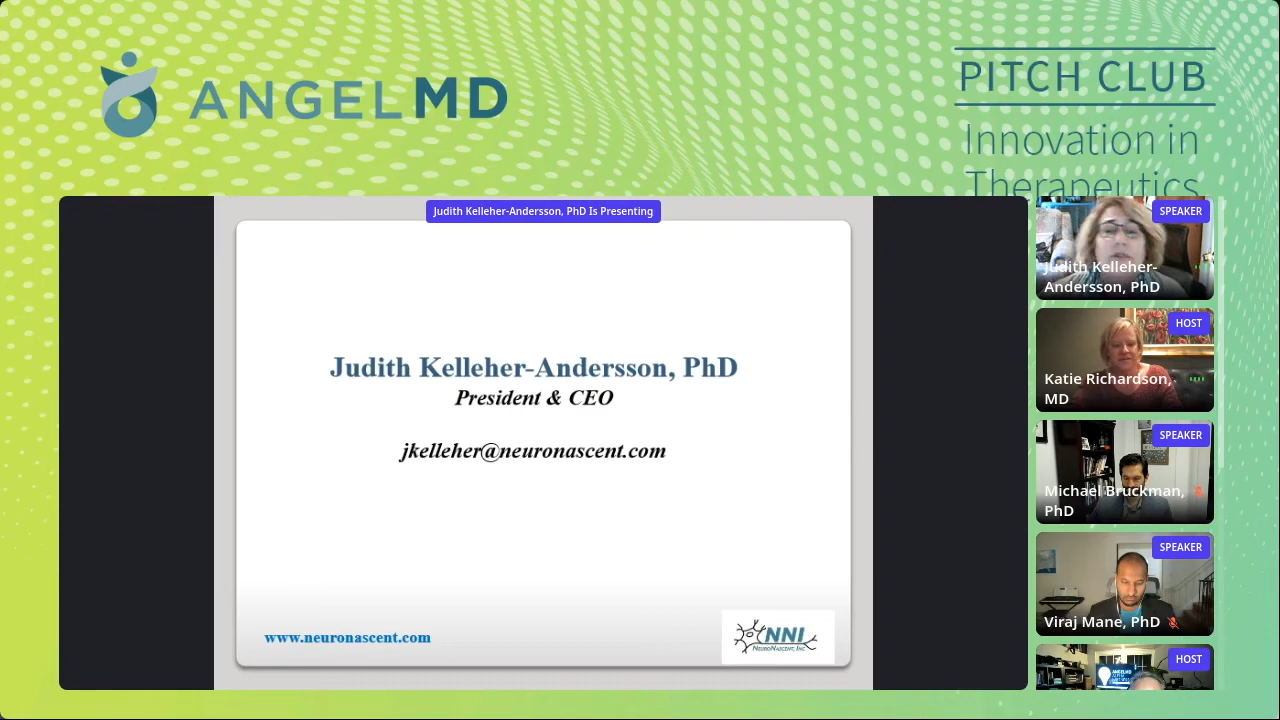 ANGELMD
PITCH CLUB
Innovation in
Therapeutics
Judith Kelleher-Andersson, PhD Is Presenting
Judith Kelleher-Andersson, PhD
President & CEO
jkelleher@neuronascent.com
www.neuronascent.com
NNI
NEURONASCENT, INC
SPEAKER
Judith Kelleher-
Andersson, PhD
HOST
Katie Richardson,
MD
SPEAKER
Michael Bruckman,
PhD
SPEAKER
Viraj Mane, PhD
HOST